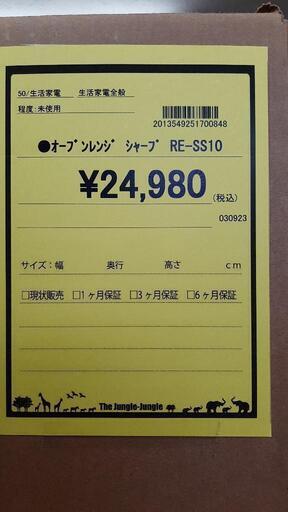 50/生活家電　生活家電全般
程度:未使用
2013549251700848
●ｵｰﾌﾞﾝﾚﾝｼﾞ ｼｬｰﾌﾟ RE-SS10
¥24,980(税込)
030923
サイズ:幅　奥行　高さ　cm
□現状販売 □1ヶ月保証 □3ヶ月保証 □6ヶ月保証
The Jungle-Jungle